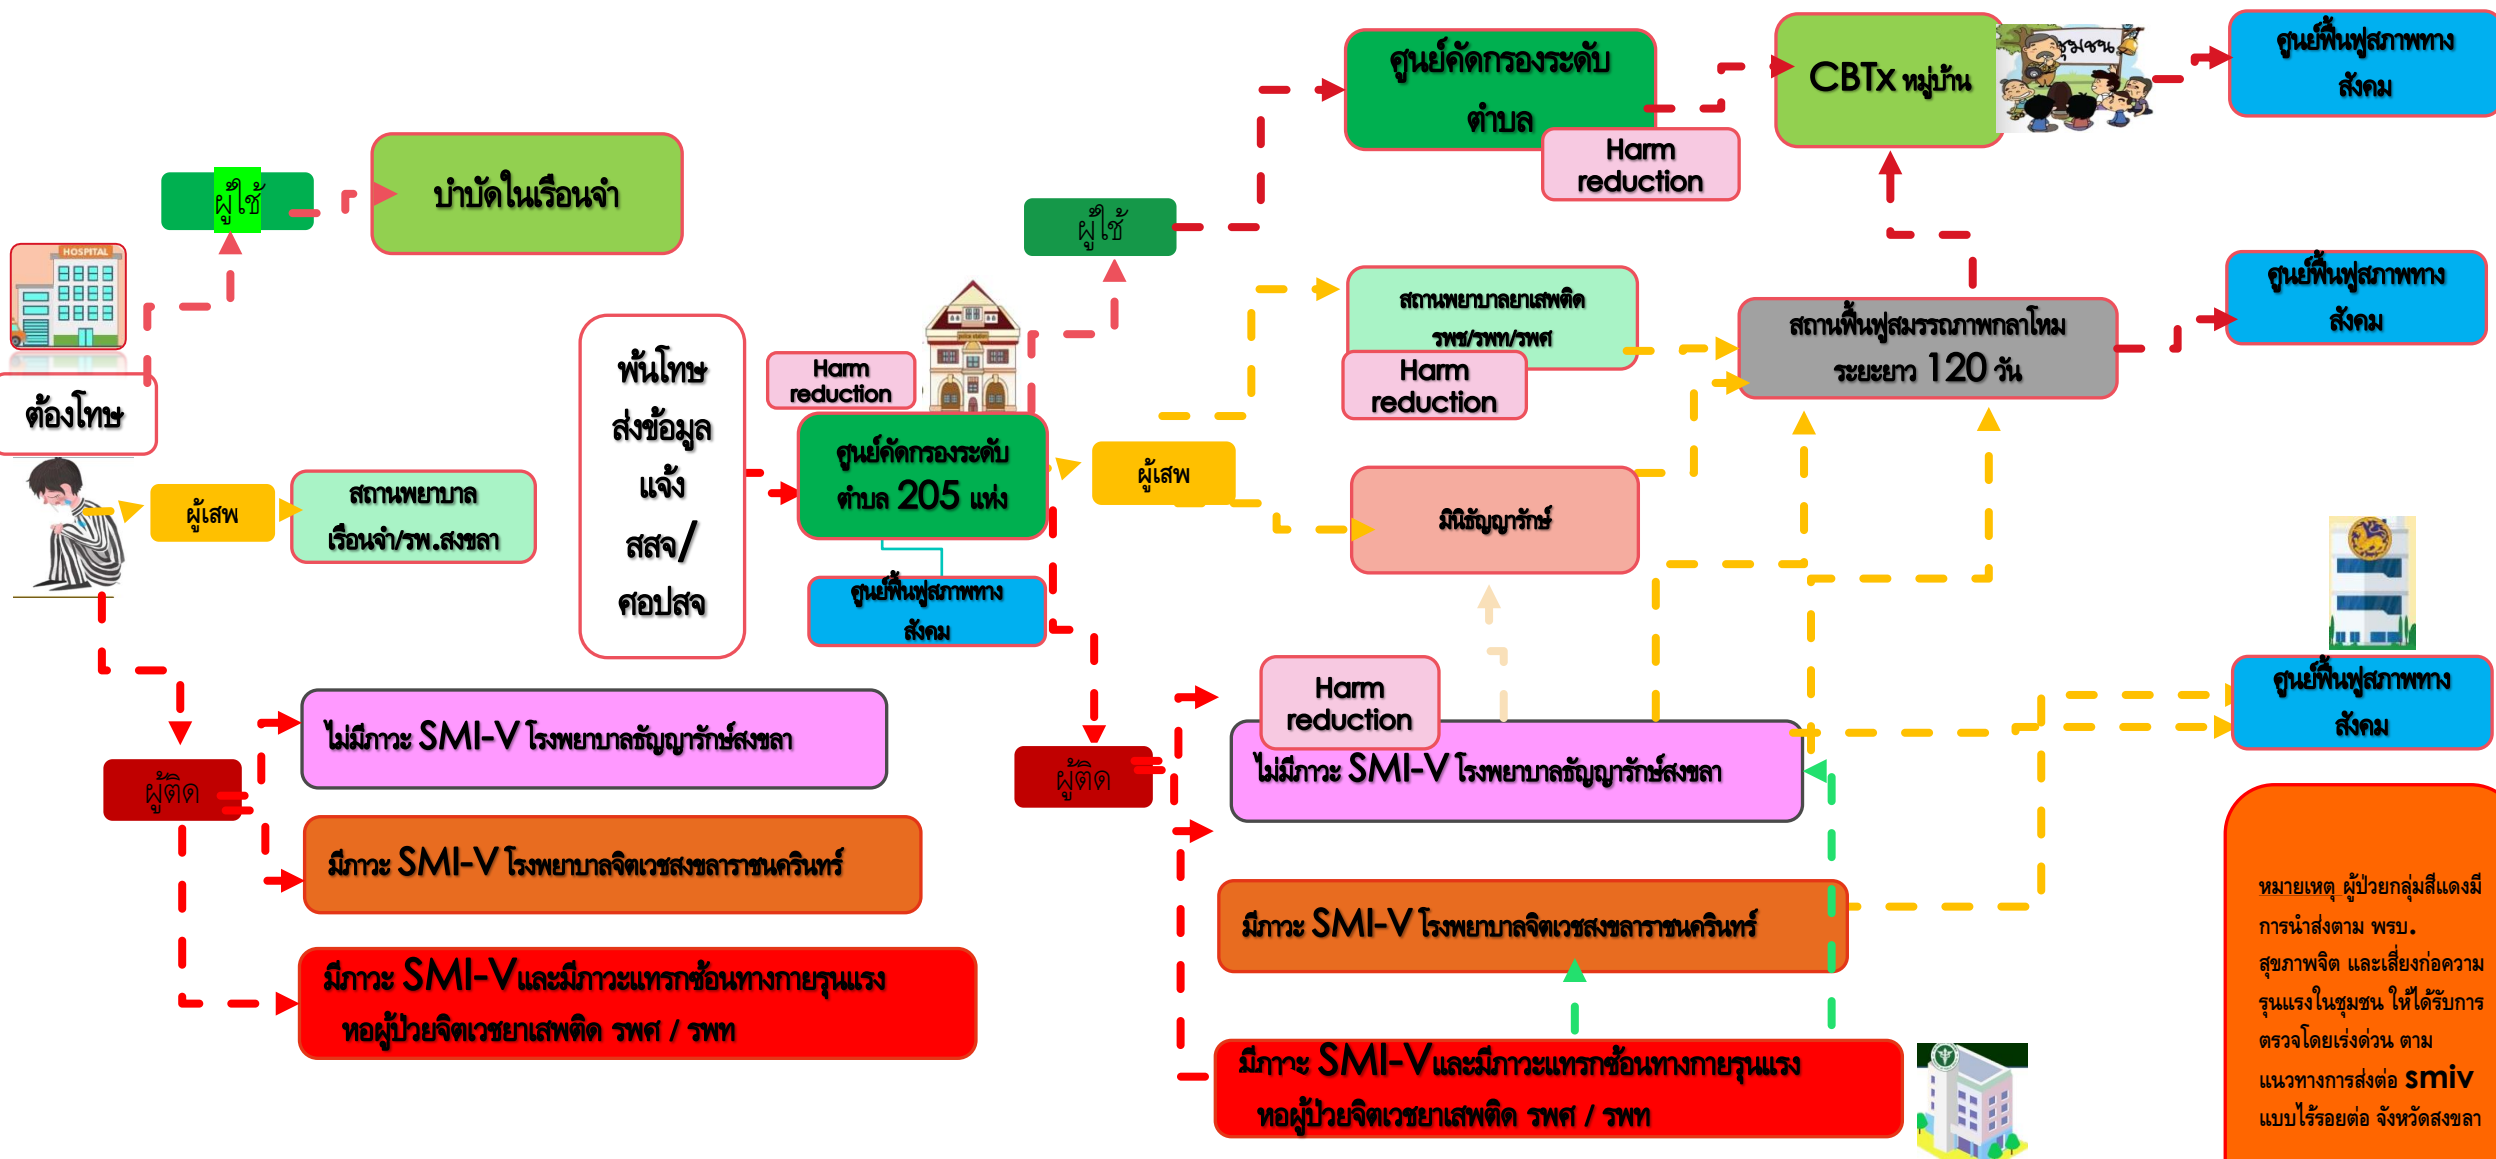 ศูนย์คัดกรองระดับ
ตำบล
Harm
reduction
CBTx หมู่บ้าน
ชุมชน
ศูนย์ฟื้นฟูสภาพทาง
สังคม
ผู้ใช้
บำบัดในเรือนจำ
ผู้ใช้
HOSPITAL
ต้องโทษ
ผู้เสพ
สถานพยาบาล
เรือนจำ/รพ.สงขลา
พ้นโทษ
ส่งข้อมูล
แจ้ง
สสจ/
ศอปสจ
Harm
reduction
ศูนย์คัดกรองระดับ
ตำบล 205 แห่ง
ศูนย์ฟื้นฟูสภาพทาง
สังคม
ผู้เสพ
สถานพยาบาลยาเสพติด
รพช/รพท/รพศ
Harm
reduction
มินิธัญญารักษ์
สถานฟื้นฟูสมรรถภาพกลาโหม
ระยะยาว 120 วัน
ศูนย์ฟื้นฟูสภาพทาง
สังคม
ผู้ติด
ไม่มีภาวะ SMI-V โรงพยาบาลธัญญารักษ์สงขลา
มีภาวะ SMI-V โรงพยาบาลจิตเวชสงขลาราชนครินทร์
มีภาวะ SMI-Vและมีภาวะแทรกซ้อนทางกายรุนแรง
หอผู้ป่วยจิตเวชยาเสพติด รพศ / รพท
ผู้ติด
Harm
reduction
ไม่มีภาวะ SMI-V โรงพยาบาลธัญญารักษ์สงขลา
มีภาวะ SMI-V โรงพยาบาลจิตเวชสงขลาราชนครินทร์
มีภาวะ SMI-Vและมีภาวะแทรกซ้อนทางกายรุนแรง
หอผู้ป่วยจิตเวชยาเสพติด รพศ / รพท
ศูนย์ฟื้นฟูสภาพทาง
สังคม
หมายเหตุ ผู้ป่วยกลุ่มสีแดงมี
การนำส่งตาม พรบ.
สุขภาพจิต และเสี่ยงก่อความ
รุนแรงในชุมชน ให้ได้รับการ
ตรวจโดยเร่งด่วน ตาม
แนวทางการส่งต่อ smiv
แบบไร้รอยต่อ จังหวัดสงขลา